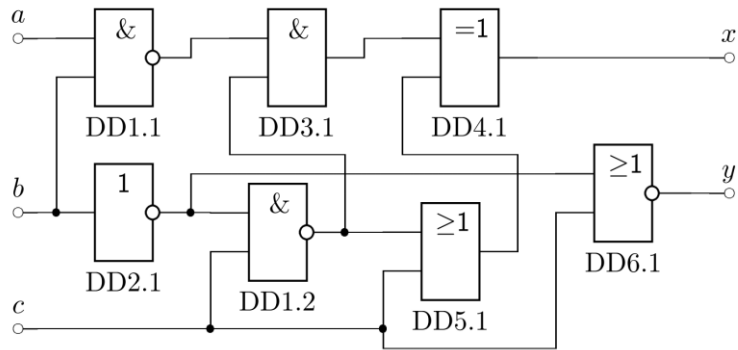 a
&
DD1.1
&
DD3.1
=1
DD4.1
x
b
1
DD2.1
&
DD1.2
≥1
DD5.1
≥1
DD6.1
y
c